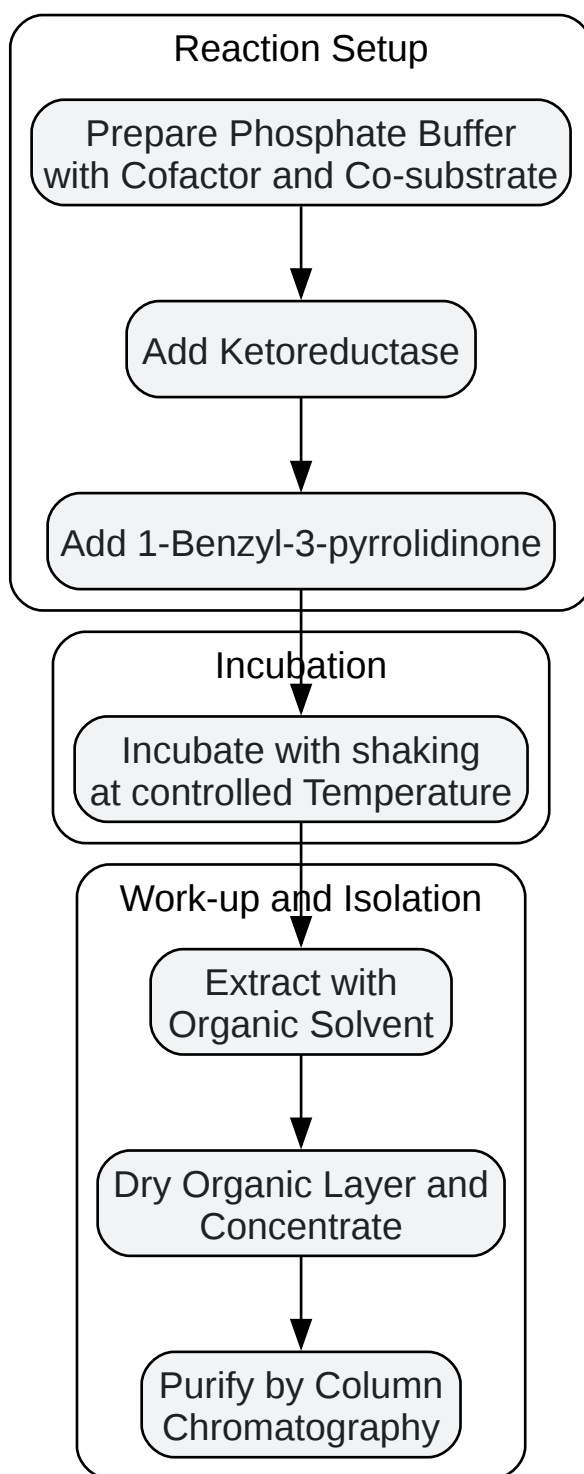 Reaction Setup
Prepare Phosphate Buffer
with Cofactor and Co-substrate
Add Ketoreductase
Add 1-Benzyl-3-pyrrolidinone
Incubation
Incubate with shaking
at controlled Temperature
Work-up and Isolation
Extract with
Organic Solvent
Dry Organic Layer and
Concentrate
Purify by Column
Chromatography